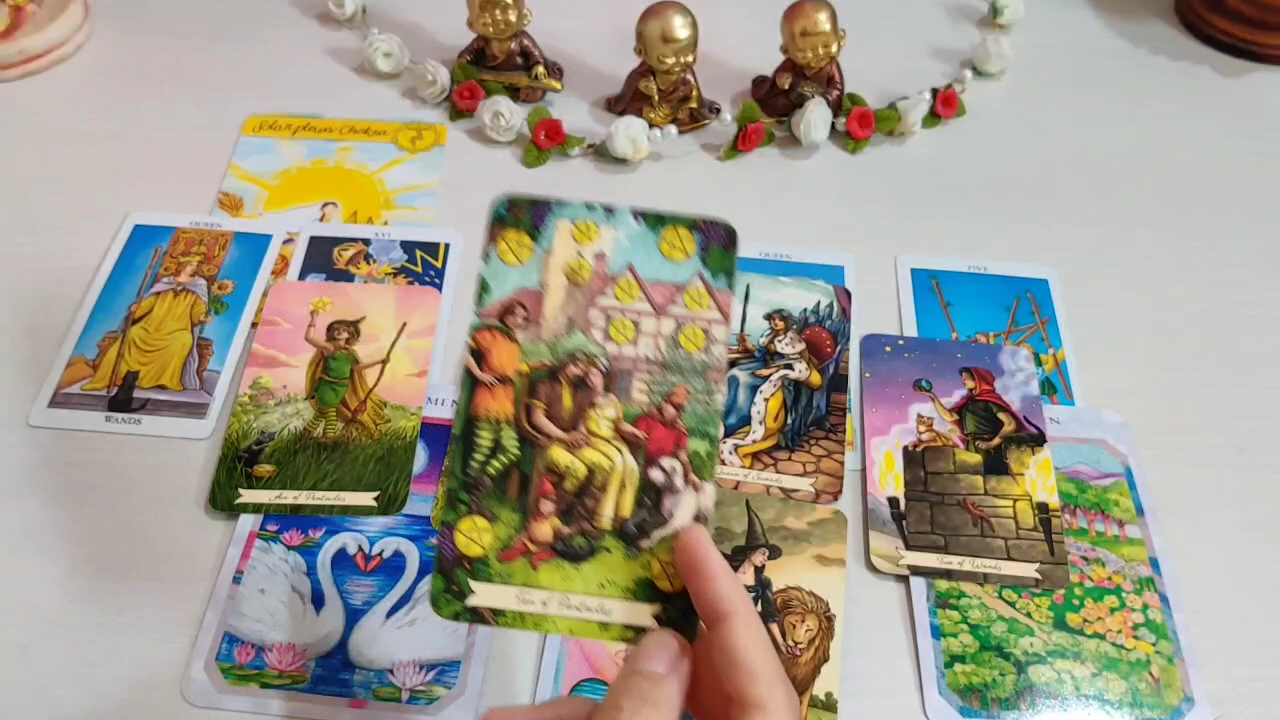 Solar plexus Chakra
QUEEN
XVI
QUEEN
FIVE
WANDS
MEN
N
Ace of Pentacles
Ten of Pentacles
Queen of Swords
Two of Wands